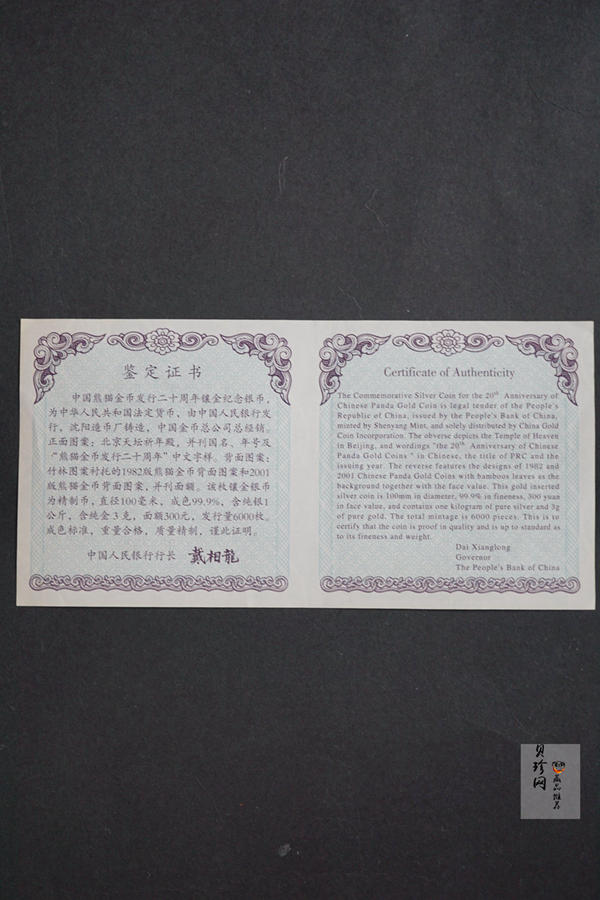 鉴定证书
中国熊猫金币发行二十周年镶金纪念银币，
为中华人民共和国法定货币，由中国人民银行发
行，沈阳造币厂铸造，中国金币总公司总经销。
正面图案：北京天坛祈年殿，并刊国名、年号及
“熊猫金币发行二十周年”中文字样。背面图案：
竹林图案衬托的1982版熊猫金币背面图案和2001
版熊猫金币背面图案，并刊面额。该枚镶金银币
为精制币，直径100毫米，成色99.9%，含纯银1
公斤，含纯金3克，面额300元，发行量6000枚。
成色标准，重量合格，质量精制，谨此证明。
中国人民银行行长 戴相龍
Certificate of Authenticity
The Commemorative Silver Coin for the 20th Anniversary of
Chinese Panda Gold Coin is legal tender of the People's
Republic of China, issued by the People's Bank of China,
minted by Shenyang Mint, and solely distributed by China Gold
Coin Incorporation. The obverse depicts the Temple of Heaven
in Beijing, and wordings "the 20th Anniversary of Chinese
Panda Gold Coins " in Chinese, the title of PRC and the
issuing year. The reverse features the designs of 1982 and
2001 Chinese Panda Gold Coins with bamboos leaves as the
background together with the face value. This gold inserted
silver coin is 100mm in diameter, 99.9% in fineness, 300 yuan
in face value, and contains one kilogram of pure silver and 3g
of pure gold. The total mintage is 6000 pieces. This is to
certify that the coin is proof in quality and is up to standard as
to its fineness and weight.
Dai Xianglong
Governor
The People's Bank of China
贝珍网
藏品推荐